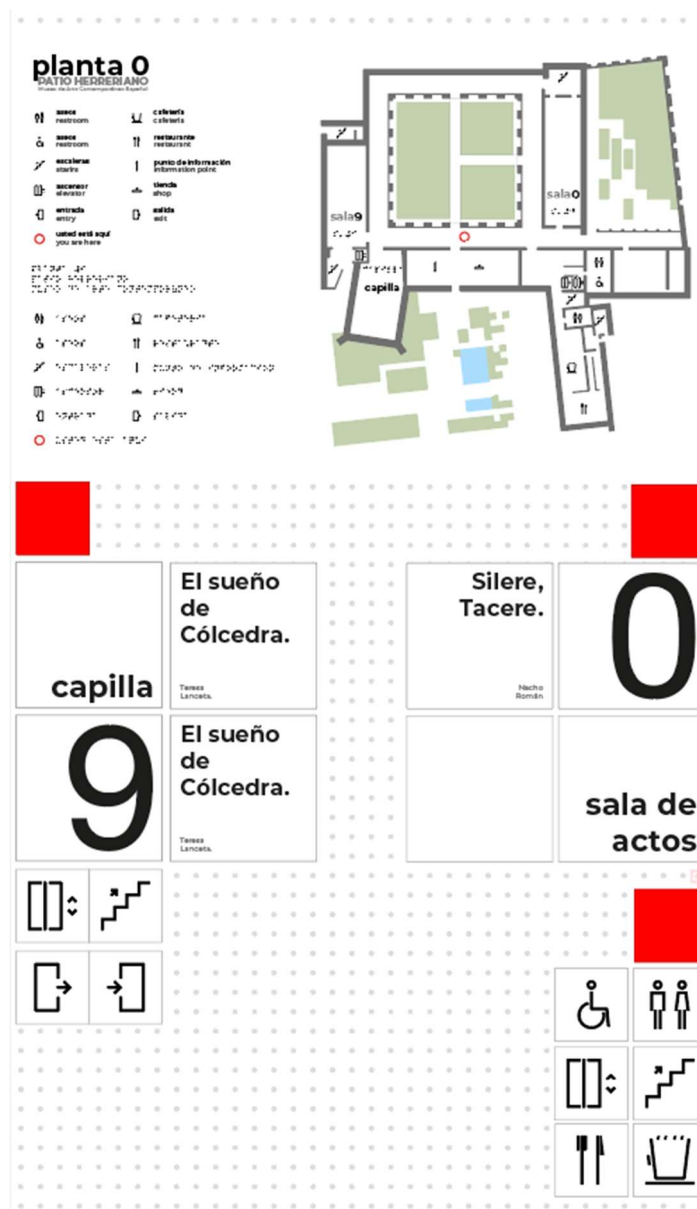 planta 0
PATIO HERRERIANO
Museo de Arte Contemporáneo Español
aseos
restroom
cafetería
cafetería
aseos
restroom
restaurante
restaurant
escaleras
stairs
punto de información
information point
ascensor
elevator
tienda
shop
entrada
entry
salida
exit
usted está aquí
you are here
sala9
sala0
capilla
El sueño
de
Cólcedra.
Teresa
Lanceta.
capilla
Silere,
Tacere.
Nacho
Román
0
9
El sueño
de
Cólcedra.
Teresa
Lanceta.
sala de
actos